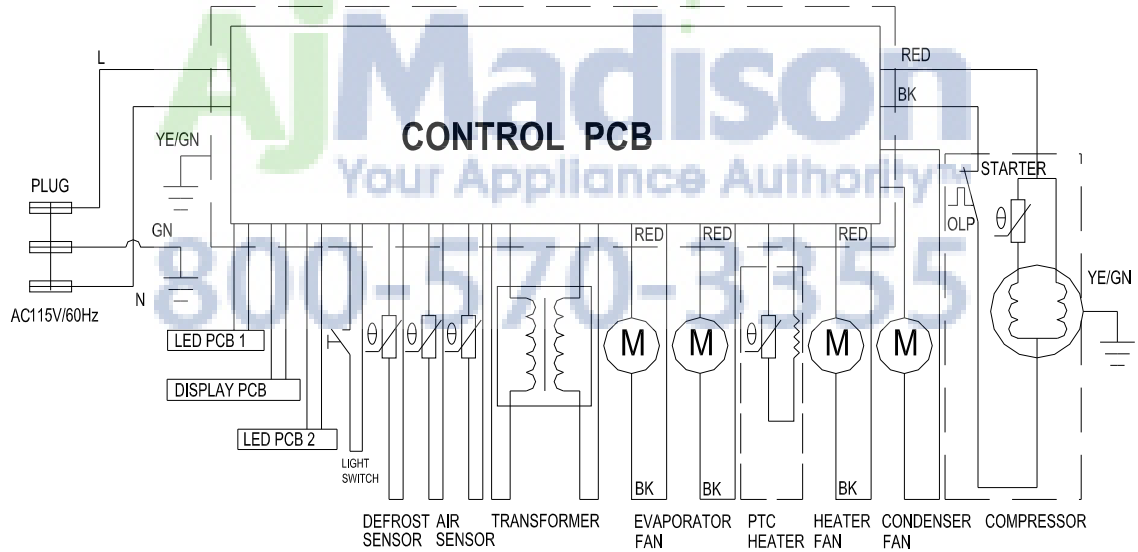 AjMadison
L
RED
BK
CONTROL PCB
YE/GN
Your Appliance Authority™
STARTER
PLUG
θ
OLP
GN
RED
RED
RED
800-570-3355
YE/GN
N
AC115V/60Hz
LED PCB 1
θ
θ
θ
M
M
θ
M
M
DISPLAY PCB
LED PCB 2
LIGHT
SWITCH
BK
BK
BK
DEFROST
SENSOR
AIR
SENSOR
TRANSFORMER
EVAPORATOR
FAN
PTC
HEATER
HEATER
FAN
CONDENSER
FAN
COMPRESSOR